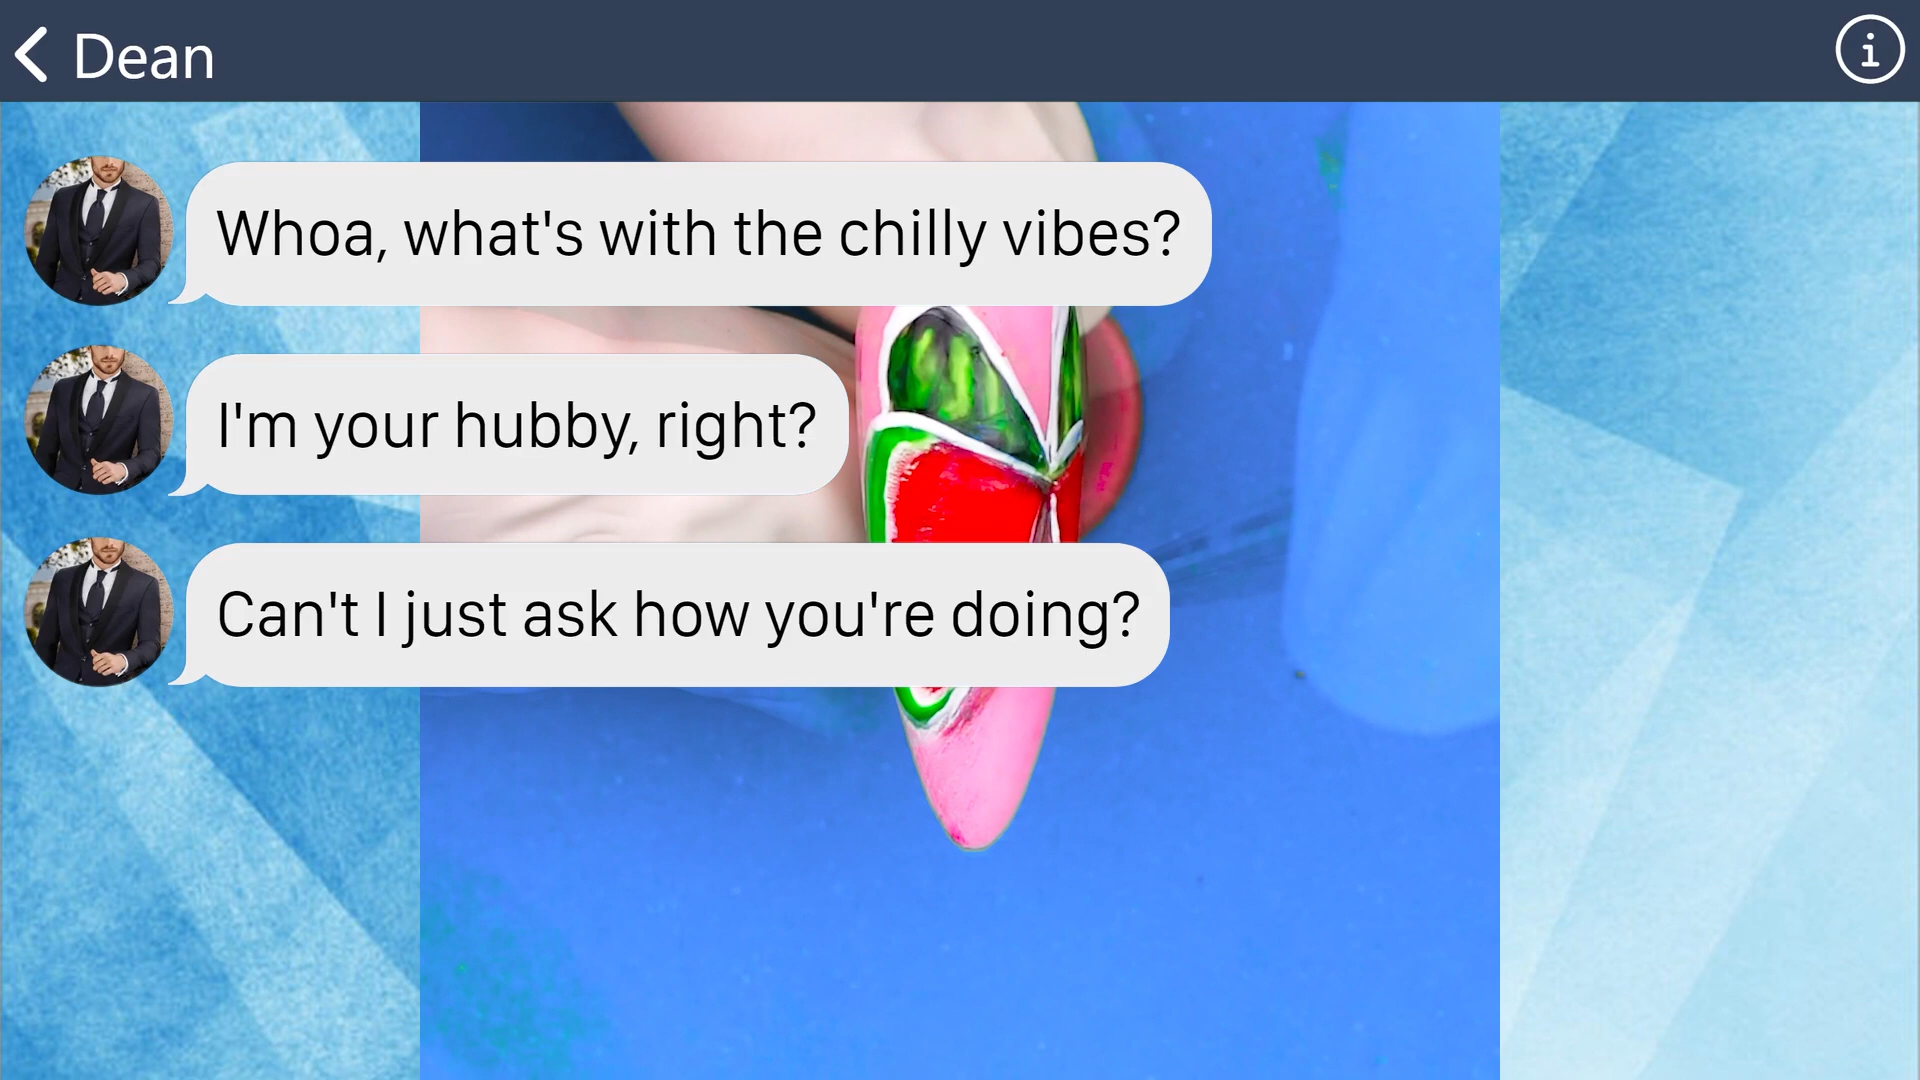 Dean
Whoa, what's with the chilly vibes?
I'm your hubby, right?
Can't I just ask how you're doing?